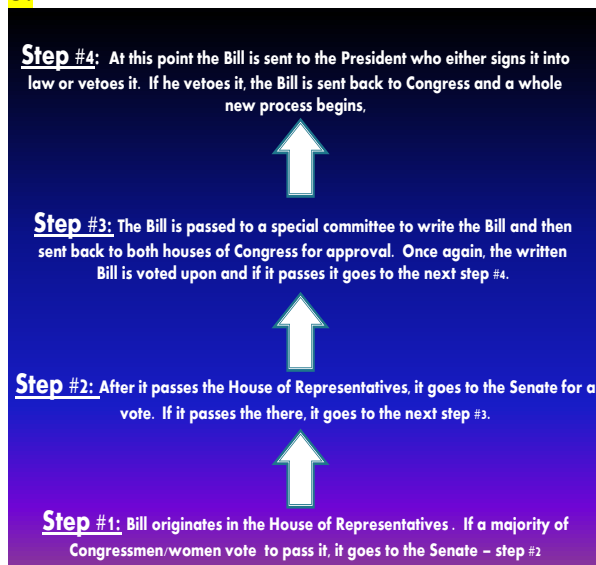 Step #4: At this point the Bill is sent to the President who either signs it into
law or vetoes it. If he vetoes it, the Bill is sent back to Congress and a whole
new process begins,
Step #3: The Bill is passed to a special committee to write the Bill and then
sent back to both houses of Congress for approval. Once again, the written
Bill is voted upon and if it passes it goes to the next step #4.
Step #2: After it passes the House of Representatives, it goes to the Senate for a
vote. If it passes the there, it goes to the next step #3.
Step #1: Bill originates in the House of Representatives . If a majority of
Congressmen/women vote to pass it, it goes to the Senate – step #2